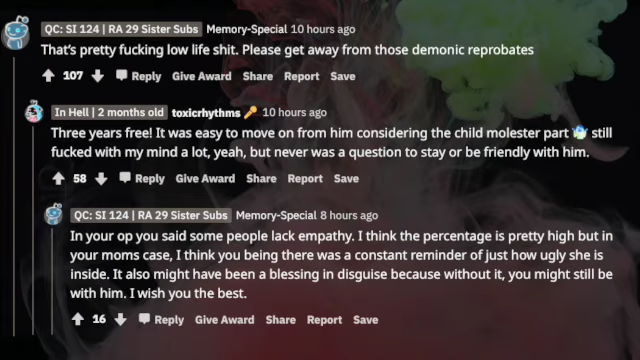 QC: SI 124 | RA 29 Sister Subs Memory-Special 10 hours ago
That's pretty fucking low life shit. Please get away from those demonic reprobates
107 Reply Give Award Share Report Save
In Hell | 2 months old toxicrhythms 🔑 10 hours ago
Three years free! It was easy to move on from him considering the child molester part still
fucked with my mind a lot, yeah, but never was a question to stay or be friendly with him.
58 Reply Give Award Share Report Save
QC: SI 124 | RA 29 Sister Subs Memory-Special 8 hours ago
In your op you said some people lack empathy. I think the percentage is pretty high but in
your moms case, I think you being there was a constant reminder of just how ugly she is
inside. It also might have been a blessing in disguise because without it, you might still be
with him. I wish you the best.
16 Reply Give Award Share Report Save